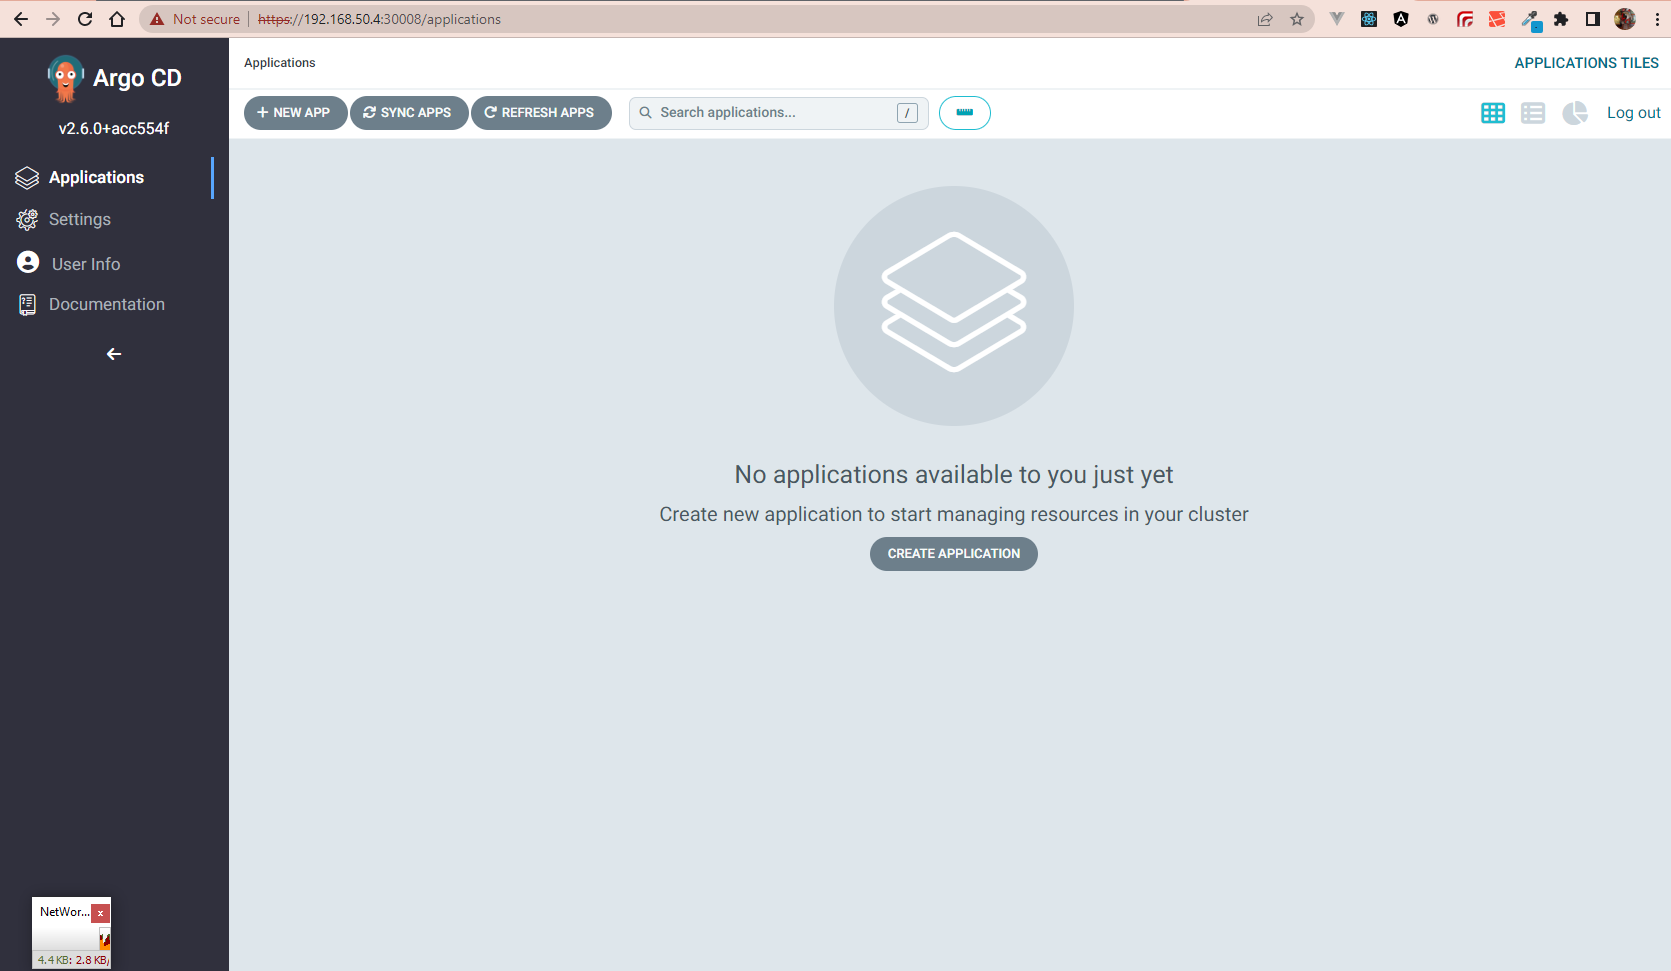 Not secure https://192.168.50.4:30008/applications
Argo CD
v2.6.0+acc554f
Applications
Settings
User Info
Documentation
Applications
APPLICATIONS TILES
NEW APP SYNC APPS REFRESH APPS Search applications... / Log out
No applications available to you just yet
Create new application to start managing resources in your cluster
CREATE APPLICATION
NetWor... x
4.4 KB: 2.8 KB/